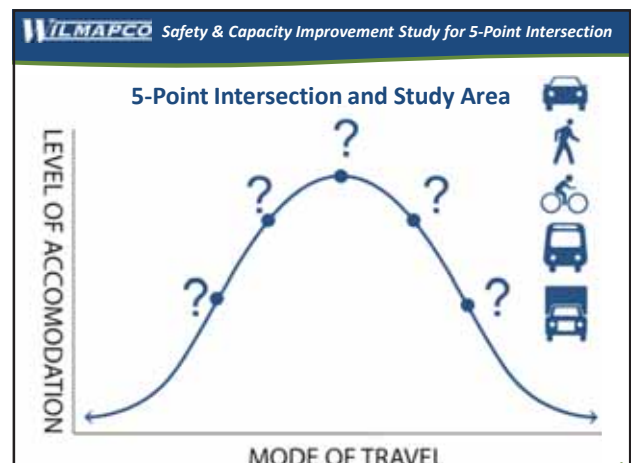 WILMAPCO Safety & Capacity Improvement Study for 5-Point Intersection
5-Point Intersection and Study Area
?
? ?
? ?
LEVEL OF ACCOMODATION
MODE OF TRAVEL